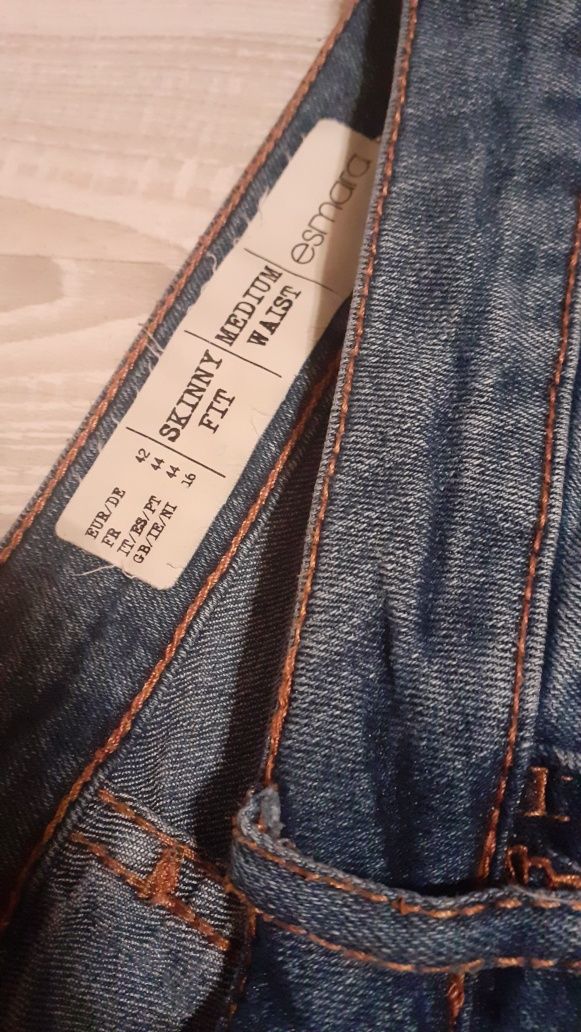 esmara
MEDIUM
WAIST
SKINNY
FIT
EUR/DE 42
FR 44
IT/ES/PT 44
GB/IE/NI 16